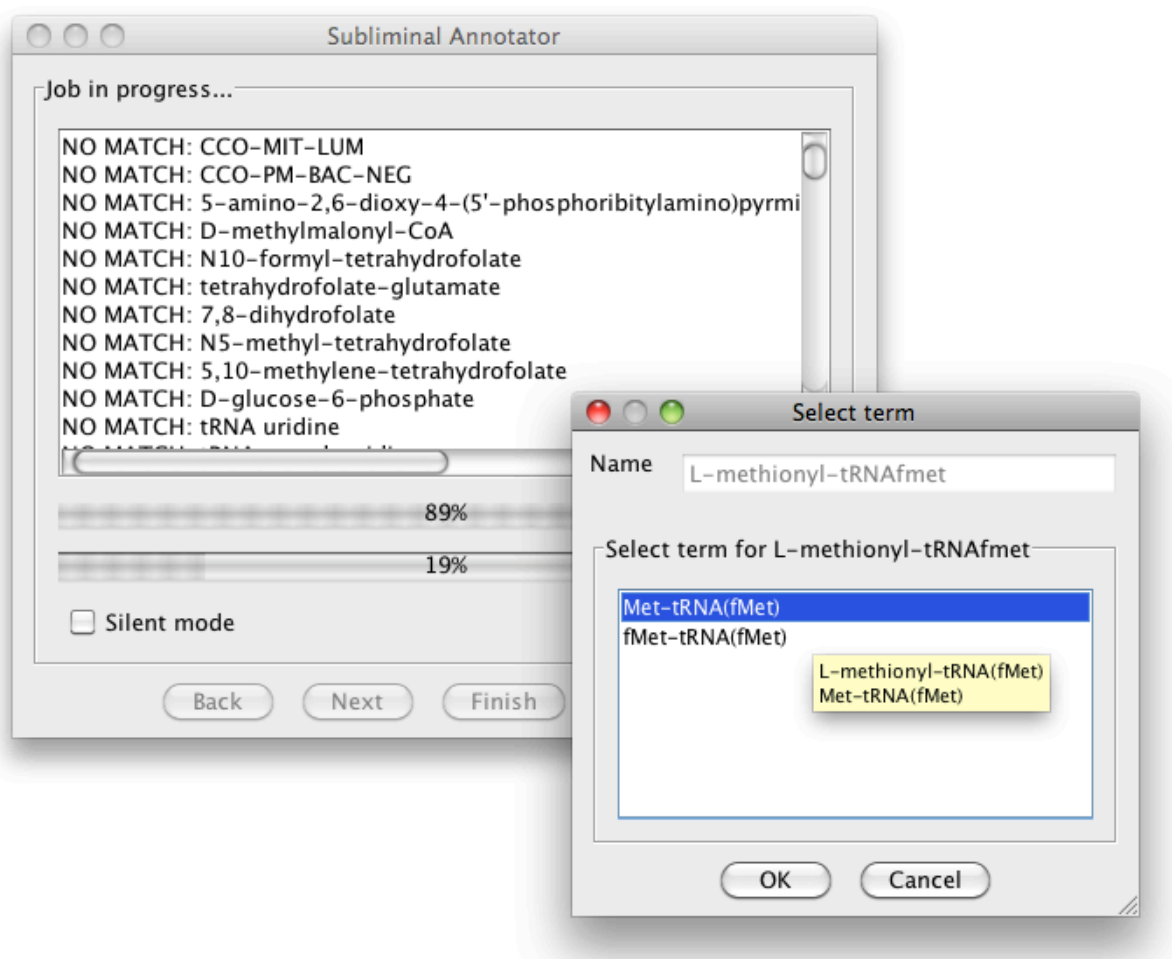 Subliminal Annotator
Job in progress...
NO MATCH: CCO-MIT-LUM
NO MATCH: CCO-PM-BAC-NEG
NO MATCH: 5-amino-2,6-dioxy-4-(5'-phosphoribitylamino)pyrmi
NO MATCH: D-methylmalonyl-CoA
NO MATCH: N10-formyl-tetrahydrofolate
NO MATCH: tetrahydrofolate-glutamate
NO MATCH: 7,8-dihydrofolate
NO MATCH: N5-methyl-tetrahydrofolate
NO MATCH: 5,10-methylene-tetrahydrofolate
NO MATCH: D-glucose-6-phosphate
NO MATCH: tRNA uridine
89%
19%
Silent mode
Back Next Finish
Select term
Name L-methionyl-tRNAfmet
Select term for L-methionyl-tRNAfmet
Met-tRNA(fMet)
fMet-tRNA(fMet)
L-methionyl-tRNA(fMet)
Met-tRNA(fMet)
OK Cancel